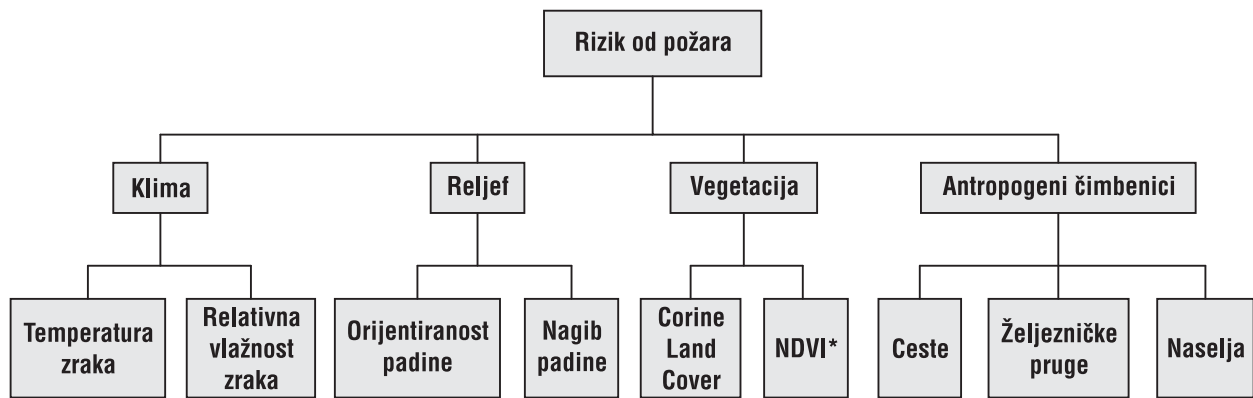 Rizik od požara
Klima
Reljef
Vegetacija
Antropogeni čimbenici
Temperatura
zraka
Relativna
vlažnost
zraka
Orijentiranost
padine
Nagib
padine
Corine
Land
Cover
NDVI*
Ceste
Željezničke
pruge
Naselja